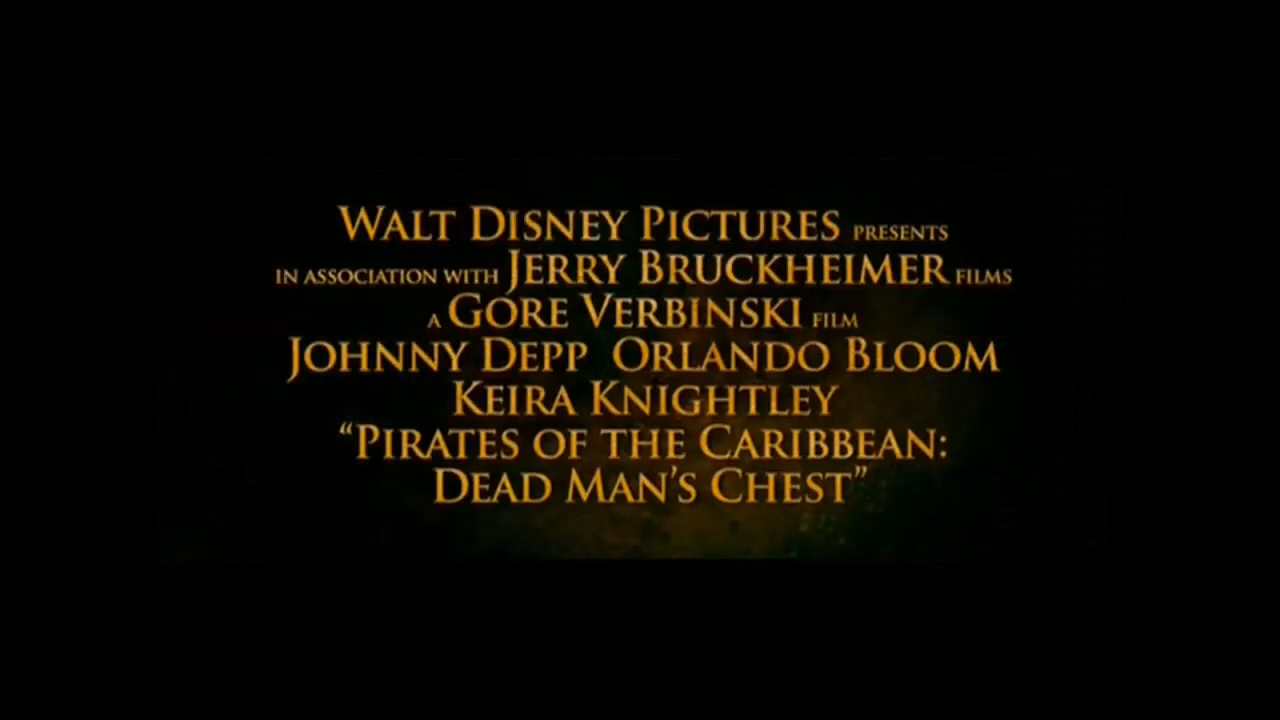 WALT DISNEY PICTURES PRESENTS
IN ASSOCIATION WITH JERRY BRUCKHEIMER FILMS
A GORE VERBINSKI FILM
JOHNNY DEPP ORLANDO BLOOM
KEIRA KNIGHTLEY
“PIRATES OF THE CARIBBEAN:
DEAD MAN’S CHEST”